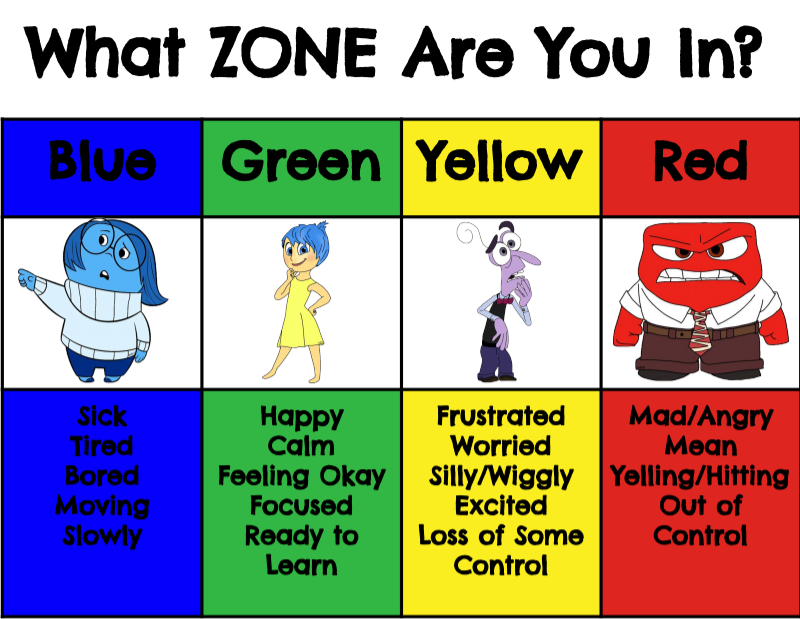 What ZONE Are You In?
Blue
Green
Yellow
Red
Sick
Tired
Bored
Moving
Slowly
Happy
Calm
Feeling Okay
Focused
Ready to
Learn
Frustrated
Worried
Silly/Wiggly
Excited
Loss of Some
Control
Mad/Angry
Mean
Yelling/Hitting
Out of
Control